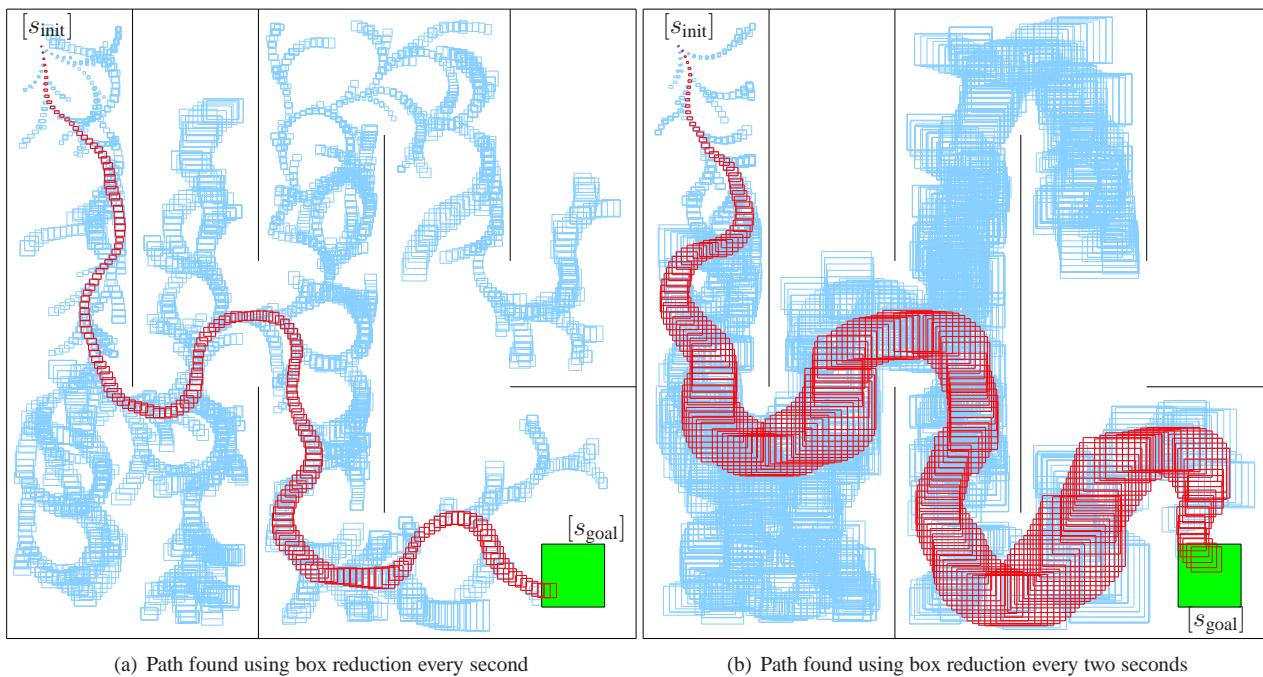 [s_init]
[s_goal]
[s_init]
[s_goal]
(a) Path found using box reduction every second
(b) Path found using box reduction every two seconds